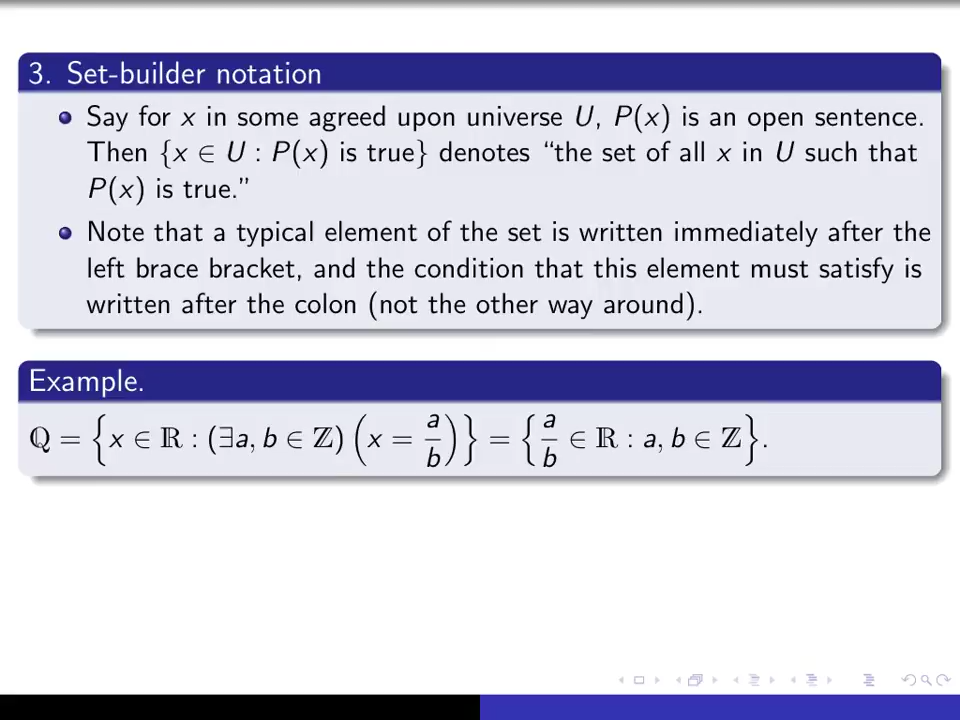 3. Set-builder notation
Say for x in some agreed upon universe U, P(x) is an open sentence.
Then {x ∈ U : P(x) is true} denotes “the set of all x in U such that
P(x) is true.”
Note that a typical element of the set is written immediately after the
left brace bracket, and the condition that this element must satisfy is
written after the colon (not the other way around).
Example.
ℚ = {x ∈ ℝ : (∃a, b ∈ ℤ) (x = a/b)} = {a/b ∈ ℝ : a, b ∈ ℤ}.